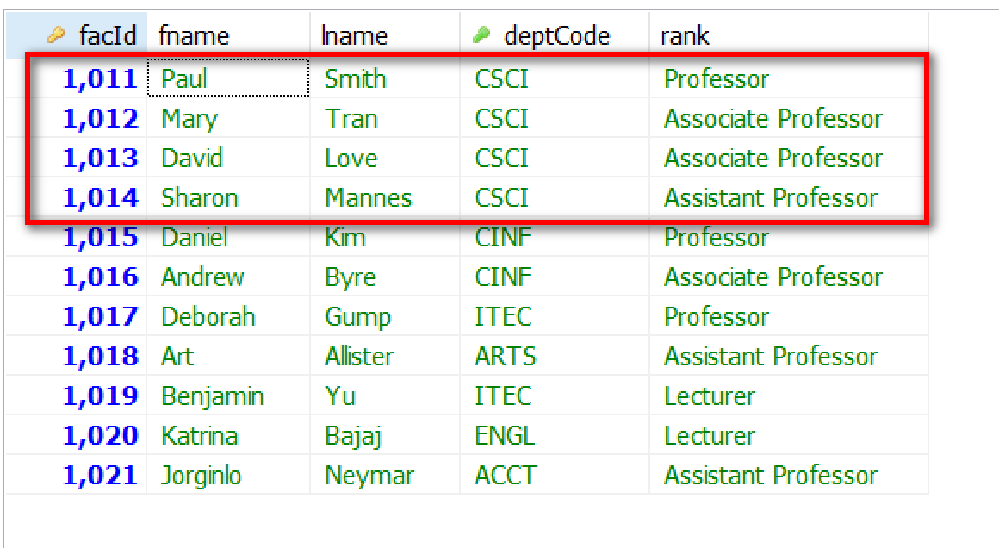 facId fname lname deptCode rank
1,011 Paul Smith CSCI Professor
1,012 Mary Tran CSCI Associate Professor
1,013 David Love CSCI Associate Professor
1,014 Sharon Mannes CSCI Assistant Professor
1,015 Daniel Kim CINF Professor
1,016 Andrew Byre CINF Associate Professor
1,017 Deborah Gump ITEC Professor
1,018 Art Allister ARTS Assistant Professor
1,019 Benjamin Yu ITEC Lecturer
1,020 Katrina Bajaj ENGL Lecturer
1,021 Jorginlo Neymar ACCT Assistant Professor